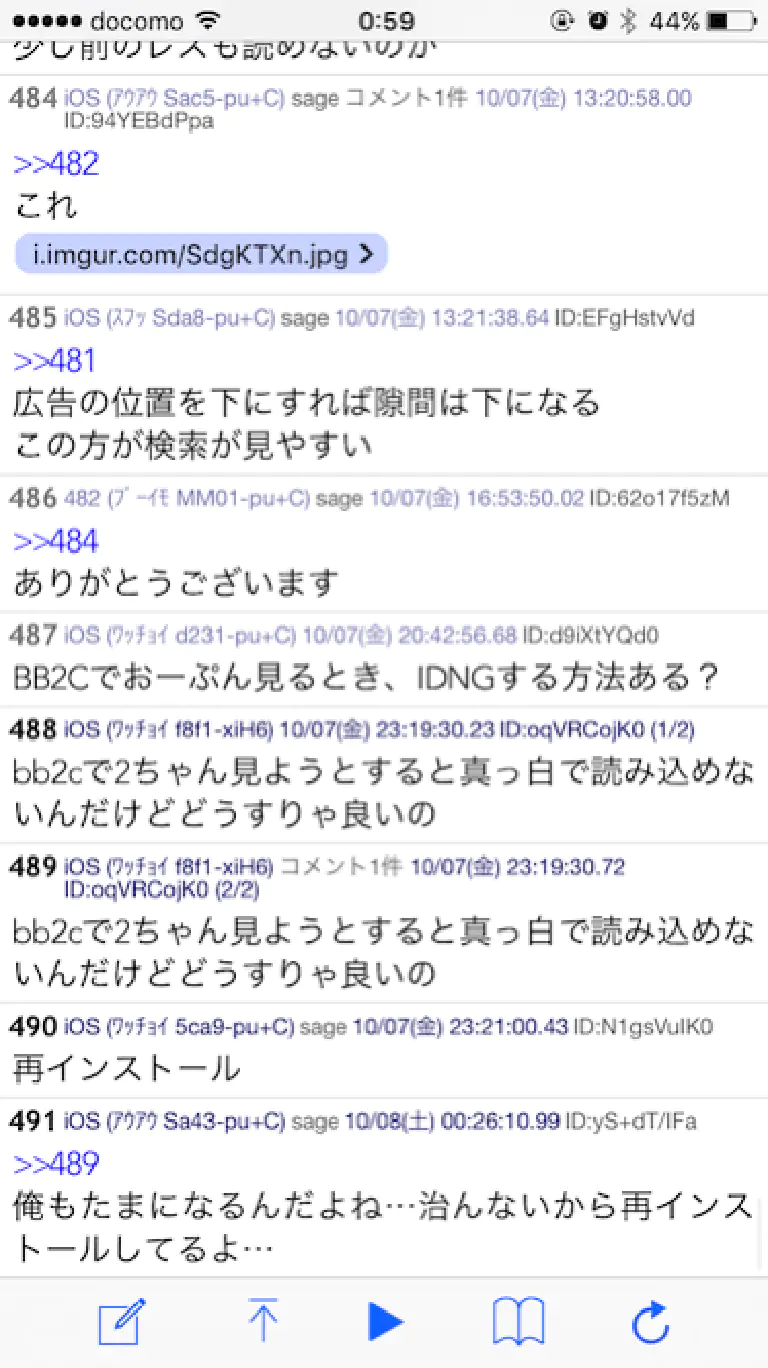 docomo 0:59 44%
少し前のレスも読めないのか
484 iOS (ｱｳｱｳ Sac5-pu+C) sage コメント1件 10/07(金) 13:20:58.00
ID:94YEBdPpa
>>482
これ
i.imgur.com/SdgKTXn.jpg >
485 iOS (ｽﾌｯ Sda8-pu+C) sage 10/07(金) 13:21:38.64 ID:EFgHstvVd
>>481
広告の位置を下にすれば隙間は下になる
この方が検索が見やすい
486 482 (ﾌﾞｰｲﾓ MM01-pu+C) sage 10/07(金) 16:53:50.02 ID:62o17f5zM
>>484
ありがとうございます
487 iOS (ﾜｯﾁｮｲ d231-pu+C) 10/07(金) 20:42:56.68 ID:d9iXtYQd0
BB2Cでおーぷん見るとき、IDNGする方法ある？
488 iOS (ﾜｯﾁｮｲ f8f1-xiH6) 10/07(金) 23:19:30.23 ID:oqVRCojK0 (1/2)
bb2cで2ちゃん見ようとすると真っ白で読み込めな
いんだけどどうすりゃ良いの
489 iOS (ﾜｯﾁｮｲ f8f1-xiH6) コメント1件 10/07(金) 23:19:30.72
ID:oqVRCojK0 (2/2)
bb2cで2ちゃん見ようとすると真っ白で読み込めな
いんだけどどうすりゃ良いの
490 iOS (ﾜｯﾁｮｲ 5ca9-pu+C) sage 10/07(金) 23:21:00.43 ID:N1gsVuIK0
再インストール
491 iOS (ｱｳｱｳ Sa43-pu+C) sage 10/08(土) 00:26:10.99 ID:yS+dT/IFa
>>489
俺もたまになるんだよね…治んないから再インス
トールしてるよ…